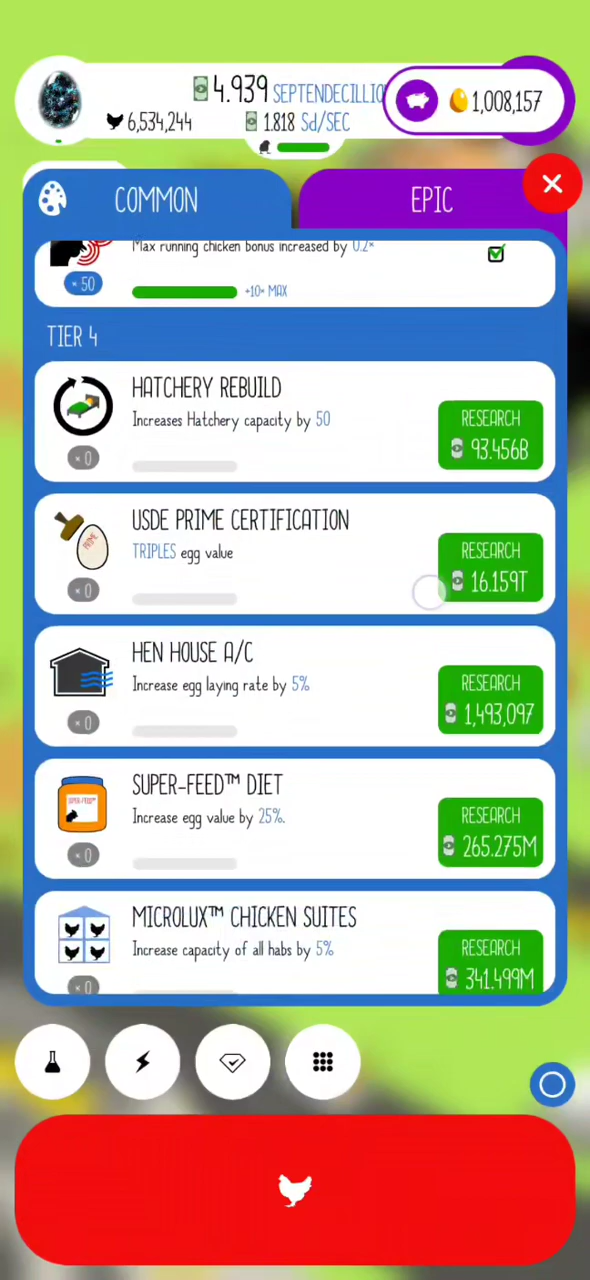 4.939 SEPTENDECILLIO
1,008,157
6,534,244
1.818 Sd/SEC
COMMON
EPIC
Max running chicken bonus increased by 0.2×
× 50
+10× MAX
TIER 4
HATCHERY REBUILD
Increases Hatchery capacity by 50
× 0
RESEARCH
93.456B
USDE PRIME CERTIFICATION
PRIME
TRIPLES egg value
× 0
RESEARCH
16.159T
HEN HOUSE A/C
Increase egg laying rate by 5%
× 0
RESEARCH
1,493,097
SUPER-FEED™ DIET
SUPER-FEED™
Increase egg value by 25%.
× 0
RESEARCH
265.275M
MICROLUX™ CHICKEN SUITES
Increase capacity of all habs by 5%
× 0
RESEARCH
341.499M